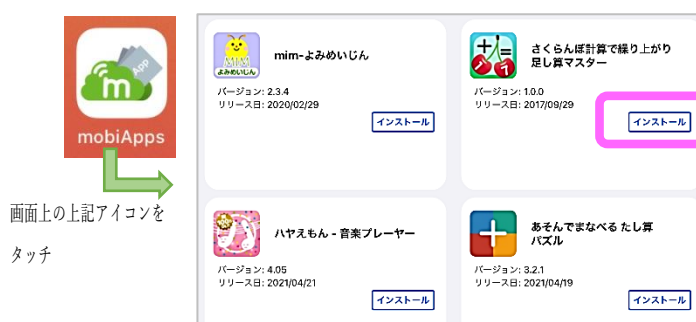 App
m
mobiApps
画面上の上記アイコンを
タッチ
よみめいじん
mim-よみめいじん
バージョン: 2.3.4
リリース日: 2020/02/29
インストール
さくらんぼ計算で繰り上がり
足し算マスター
バージョン: 1.0.0
リリース日: 2017/09/29
インストール
ハヤえもん - 音楽プレーヤー
バージョン: 4.05
リリース日: 2021/04/21
インストール
あそんでまなべる たし算
パズル
バージョン: 3.2.1
リリース日: 2021/04/19
インストール